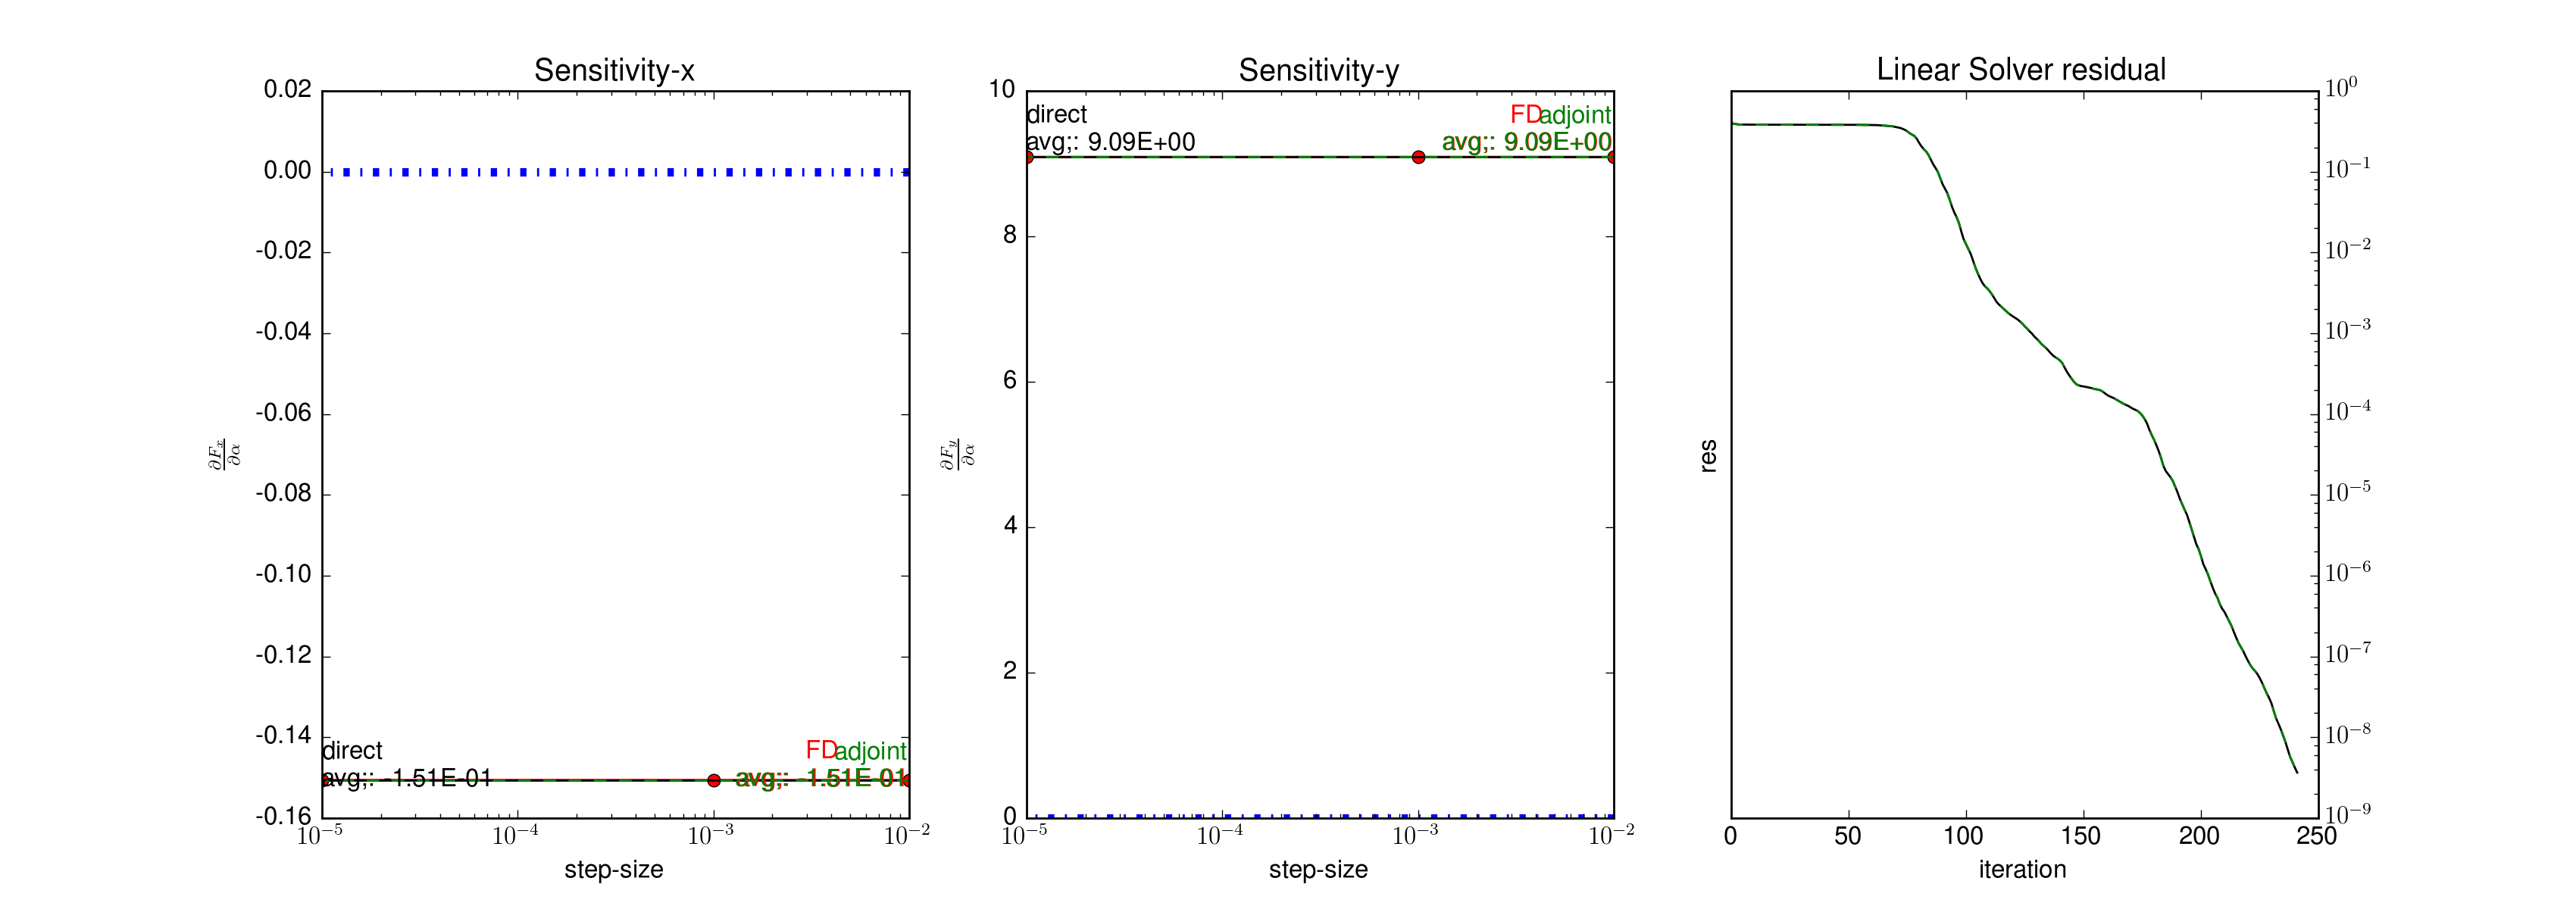 Sensitivity-x
0.02
0.00
-0.02
-0.04
-0.06
-0.08
-0.10
-0.12
-0.14
-0.16
∂Fx/∂α
direct
avg;: -1.51E-01
FD
adjoint
avg;: -1.51E-01
10^-5 10^-4 10^-3 10^-2
step-size
Sensitivity-y
10
8
6
4
2
0
∂Fy/∂α
direct
avg;: 9.09E+00
FD
adjoint
avg;: 9.09E+00
10^-5 10^-4 10^-3 10^-2
step-size
Linear Solver residual
res
10^0
10^-1
10^-2
10^-3
10^-4
10^-5
10^-6
10^-7
10^-8
10^-9
0 50 100 150 200 250
iteration